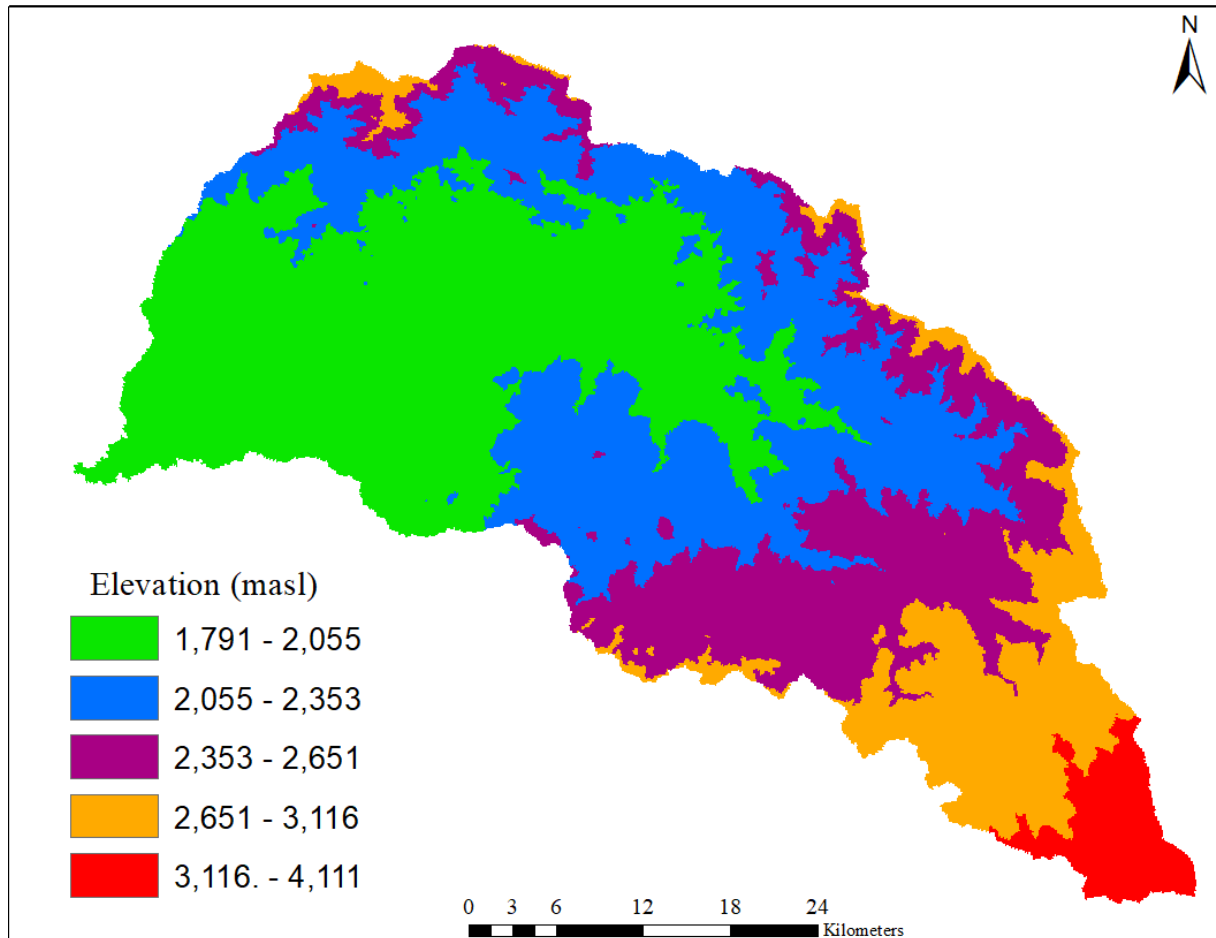 N
Elevation (masl)
1,791 - 2,055
2,055 - 2,353
2,353 - 2,651
2,651 - 3,116
3,116. - 4,111
0 3 6 12 18 24
Kilometers